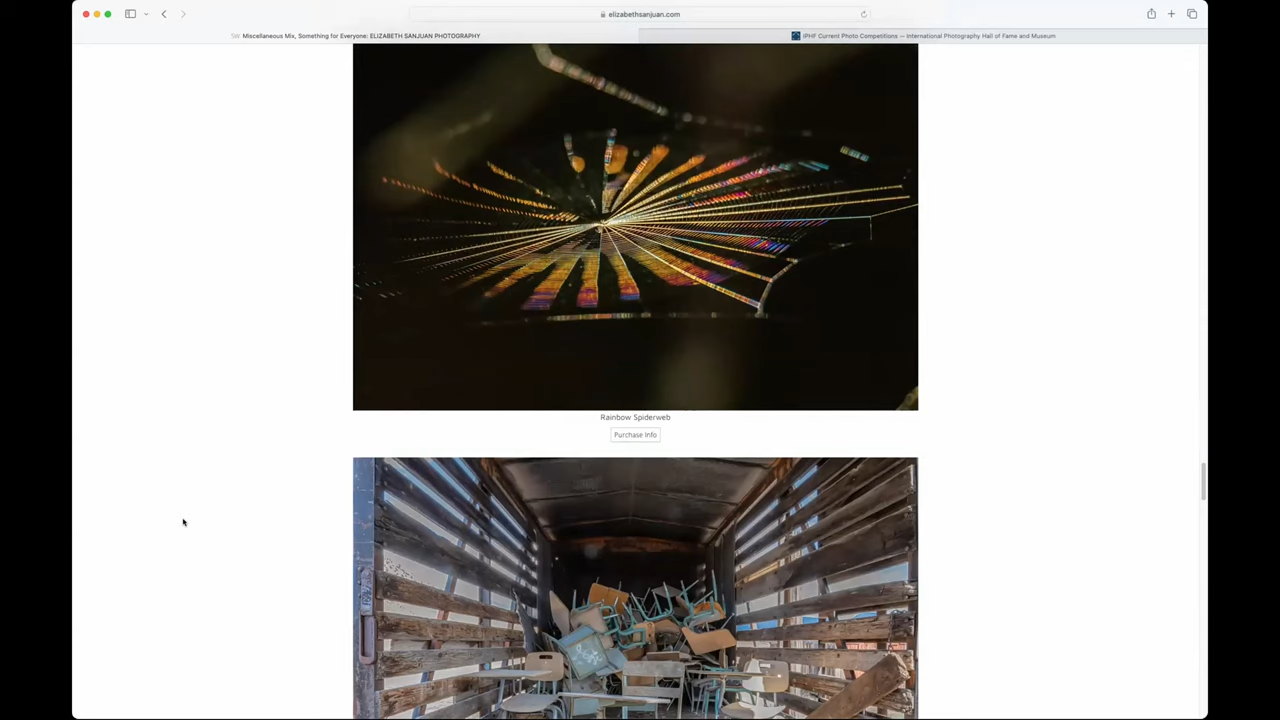 elizabethsanjuan.com
SW Miscellaneous Mix, Something for Everyone: ELIZABETH SANJUAN PHOTOGRAPHY
IPHF Current Photo Competitions — International Photography Hall of Fame and Museum
Rainbow Spiderweb
Purchase Info